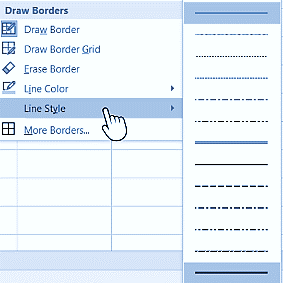 Draw Borders
Draw Border
Draw Border Grid
Erase Border
Line Color
Line Style
More Borders...